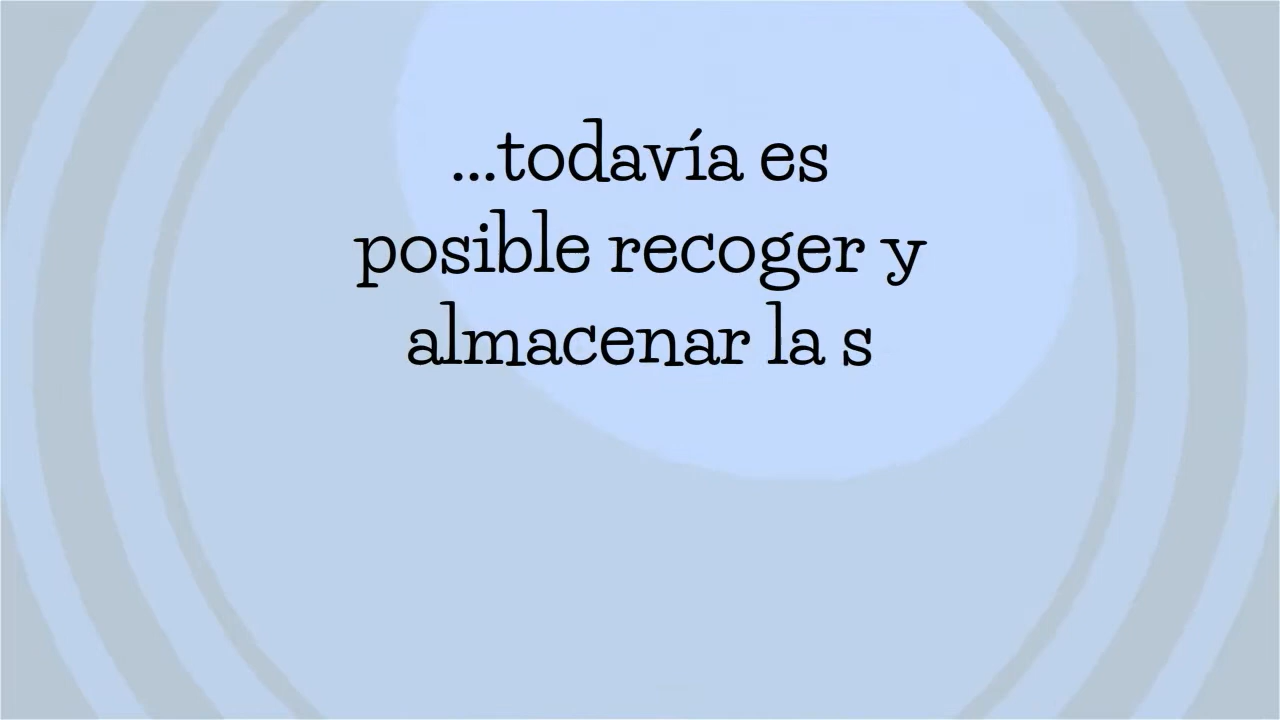 ...todavía es
posible recoger y
almacenar la s